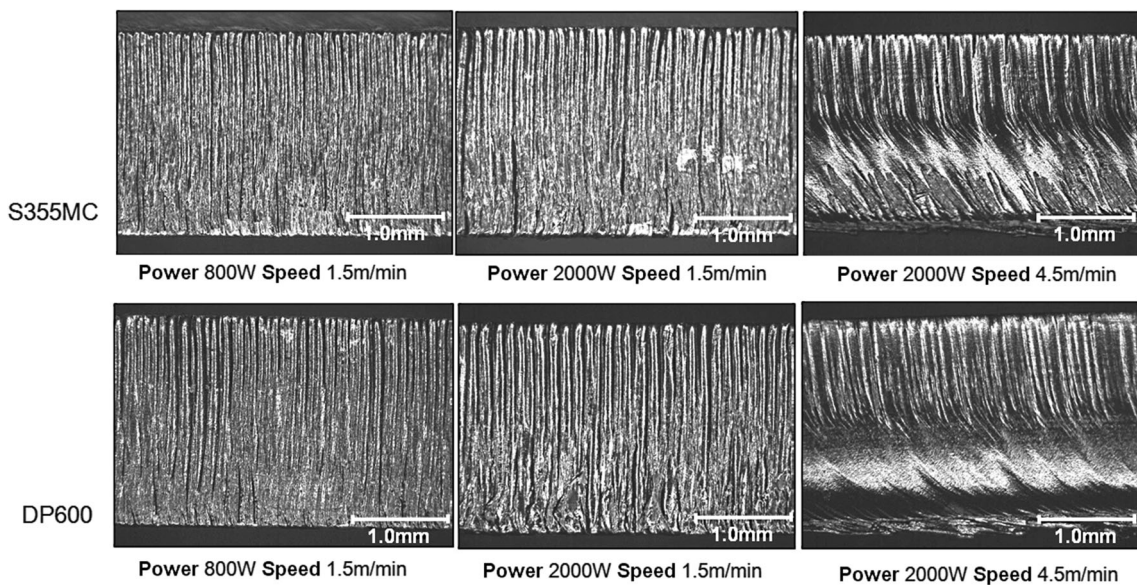 S355MC
1.0mm
1.0mm
1.0mm
Power 800W Speed 1.5m/min
Power 2000W Speed 1.5m/min
Power 2000W Speed 4.5m/min
DP600
1.0mm
1.0mm
1.0mm
Power 800W Speed 1.5m/min
Power 2000W Speed 1.5m/min
Power 2000W Speed 4.5m/min